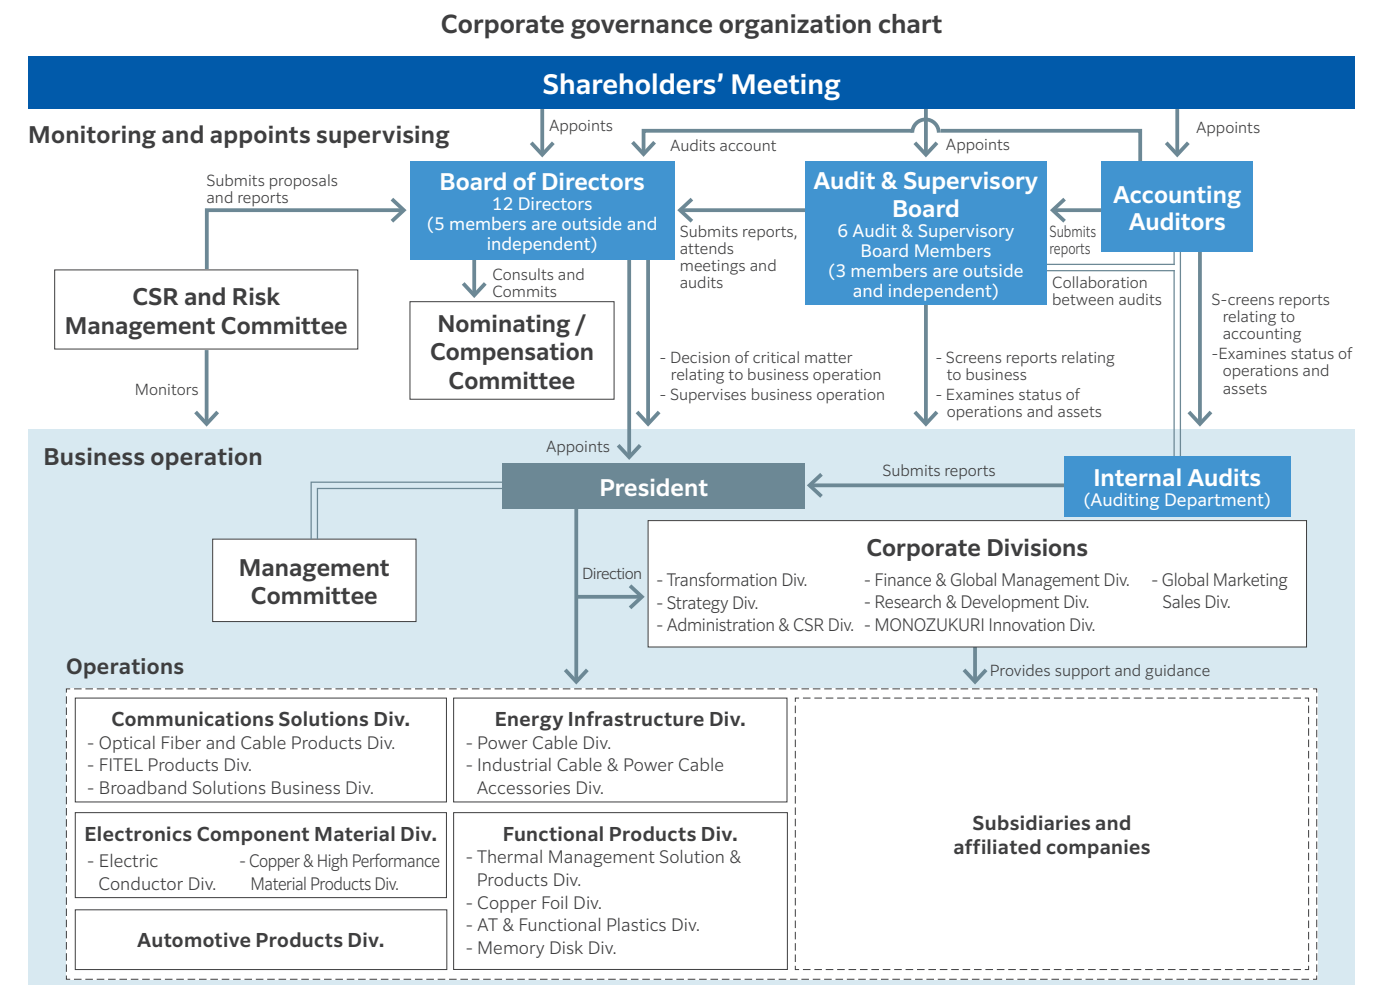 Corporate governance organization chart
Shareholders' Meeting
Monitoring and appoints supervising
Appoints
Audits account
Appoints
Appoints
Submits proposals
and reports
Board of Directors
12 Directors
(5 members are outside and
independent)
Submits reports,
attends
meetings and
audits
Audit & Supervisory
Board
6 Audit & Supervisory
Board Members
(3 members are outside
and independent)
Submits
reports
Accounting
Auditors
Collaboration
between audits
CSR and Risk
Management Committee
Consults and
Commits
Nominating /
Compensation
Committee
Monitors
- Decision of critical matter
relating to business operation
- Supervises business operation
- Screens reports relating
to business
- Examines status of
operations and assets
S-creens reports
relating to
accounting
-Examines status of
operations and
assets
Business operation
Appoints
President
Submits reports
Internal Audits
(Auditing Department)
Management
Committee
Direction
Corporate Divisions
- Transformation Div.
- Strategy Div.
- Administration & CSR Div.
- Finance & Global Management Div.
- Research & Development Div.
- MONOZUKURI Innovation Div.
- Global Marketing
Sales Div.
Provides support and guidance
Operations
Communications Solutions Div.
- Optical Fiber and Cable Products Div.
- FITEL Products Div.
- Broadband Solutions Business Div.
Energy Infrastructure Div.
- Power Cable Div.
- Industrial Cable & Power Cable
Accessories Div.
Electronics Component Material Div.
- Electric
Conductor Div.
- Copper & High Performance
Material Products Div.
Functional Products Div.
- Thermal Management Solution &
Products Div.
- Copper Foil Div.
- AT & Functional Plastics Div.
- Memory Disk Div.
Automotive Products Div.
Subsidiaries and
affiliated companies